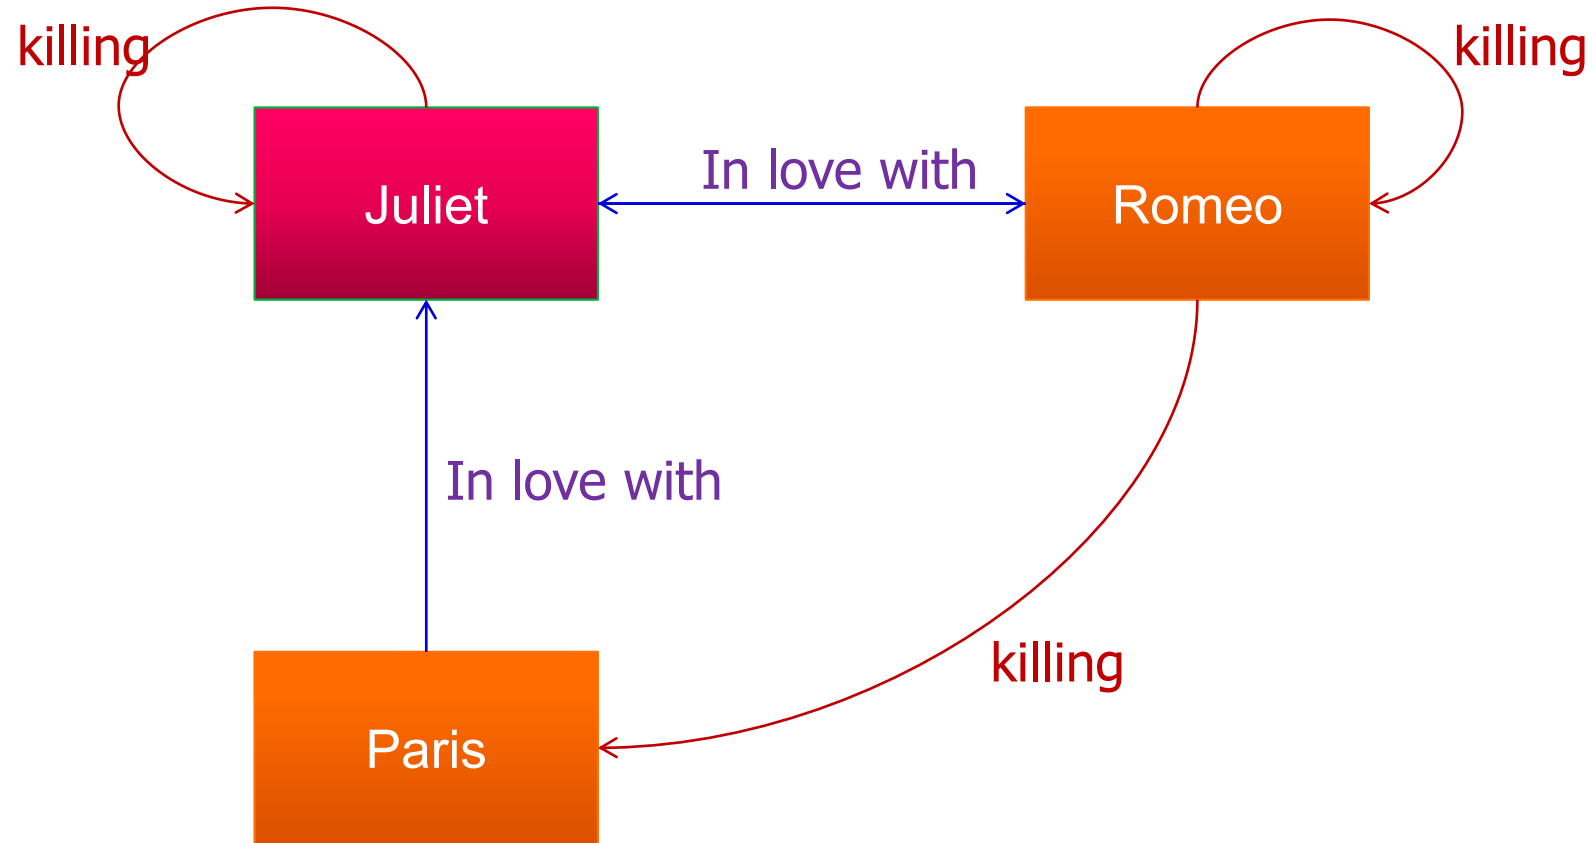 killing
killing
In love with
Juliet
Romeo
In love with
killing
Paris